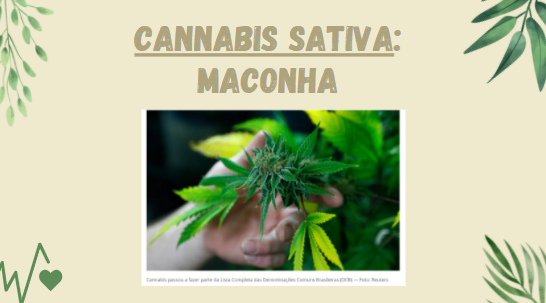 CANNABIS SATIVA:
MACONHA
Cannabis passou a fazer parte da Lista Completa das Denominações Comuns Brasileiras (DCB) — Foto: Reuters